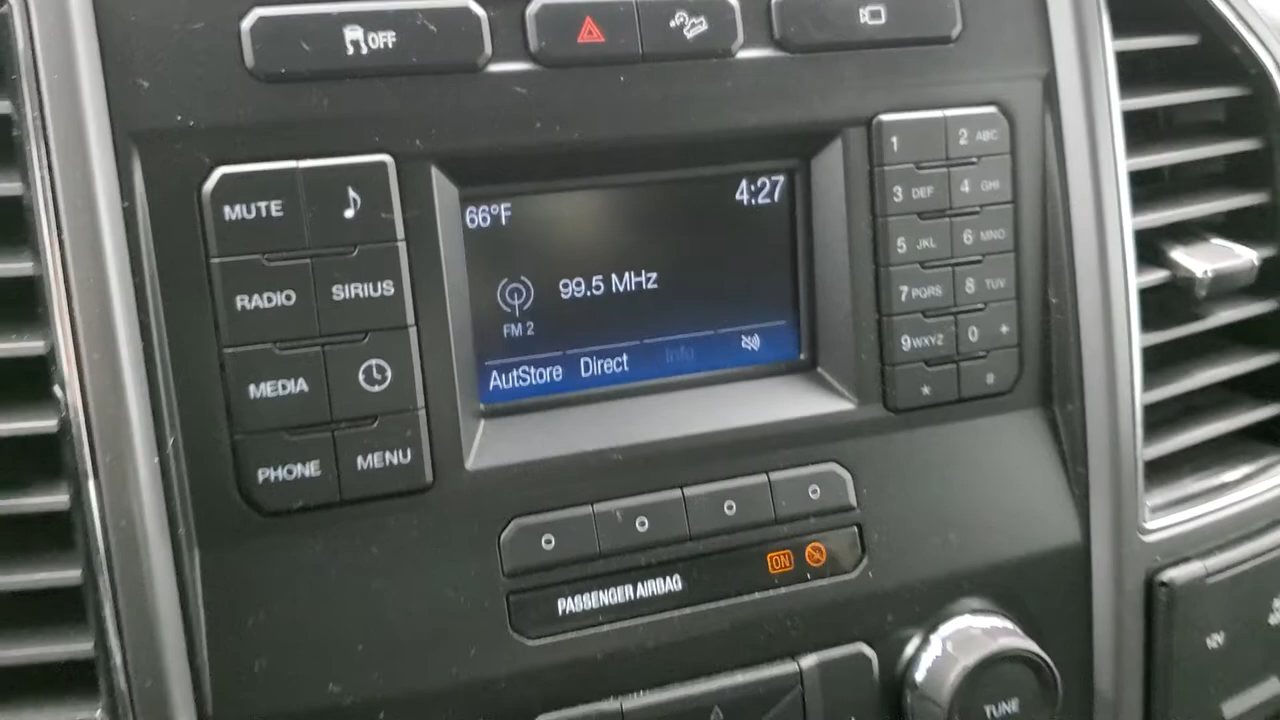 OFF
MUTE
RADIO SIRIUS
MEDIA
PHONE MENU
66°F 4:27
99.5 MHz
FM 2
AutStore Direct Info
1 2 ABC
3 DEF 4 GHI
5 JKL 6 MNO
7 PQRS 8 TUV
9 WXYZ 0 +
*
PASSENGER AIRBAG ON
TUNE
12V